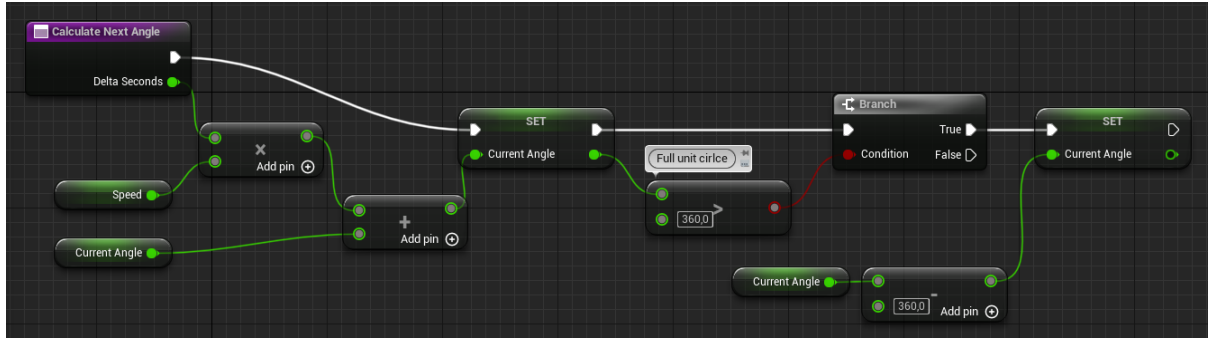 Calculate Next Angle
Delta Seconds
×
Add pin
Speed
+
Add pin
Current Angle
SET
Current Angle
Full unit cirlce
360,0
>
Branch
True
Condition
False
SET
Current Angle
Current Angle
360,0
-
Add pin